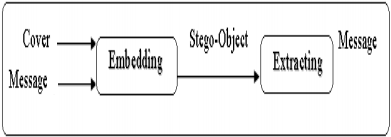 Cover
Message
Embedding
Stego-Object
Extracting
Message